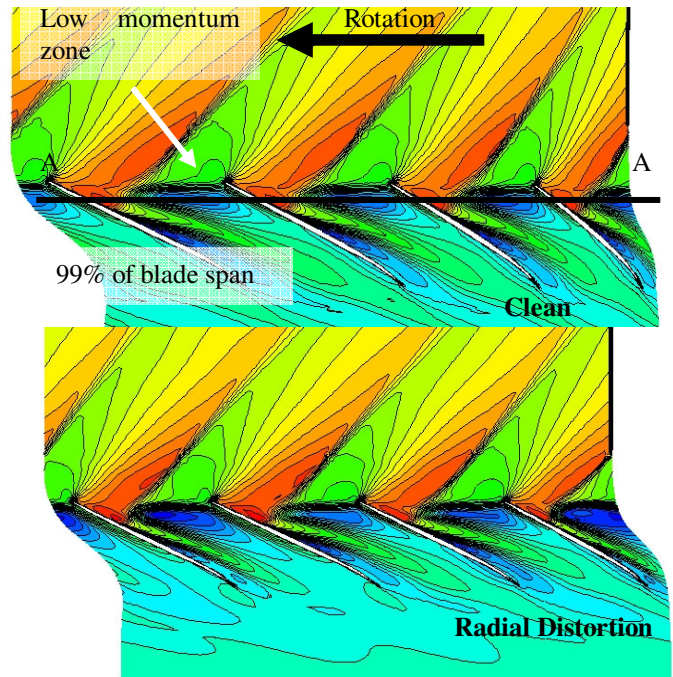 Low momentum
zone
Rotation
A
A
99% of blade span
Clean
Radial Distortion